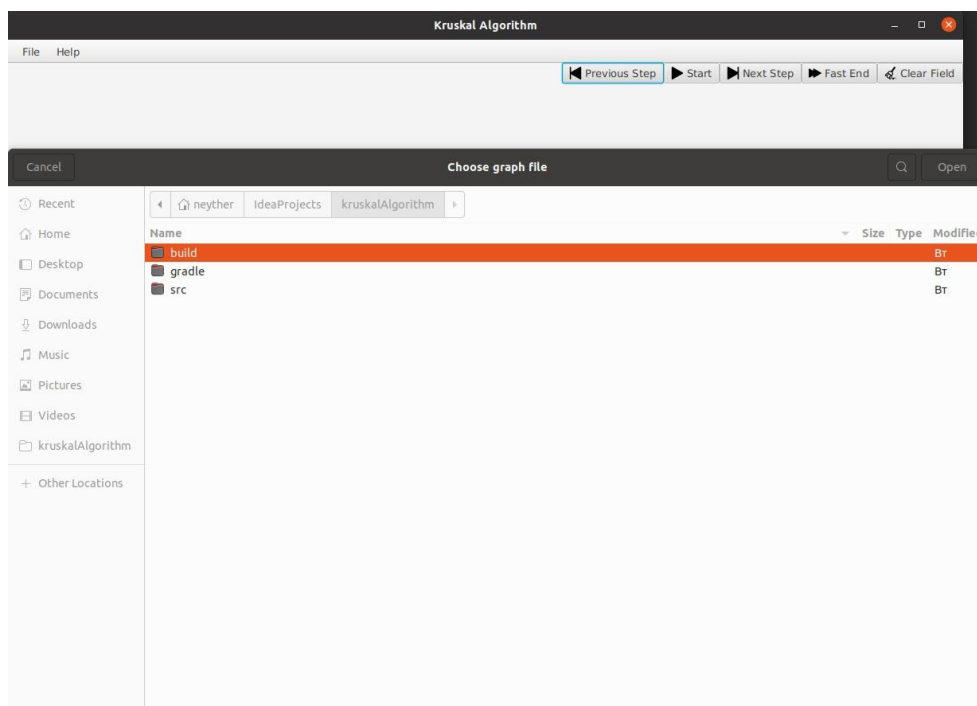 Kruskal Algorithm
File Help
Previous Step Start Next Step Fast End Clear Field
Cancel Choose graph file Open
Recent neyther IdeaProjects kruskalAlgorithm
Home Name Size Type Modifie
build Вт
Desktop gradle Вт
src Вт
Documents
Downloads
Music
Pictures
Videos
kruskalAlgorithm
+ Other Locations